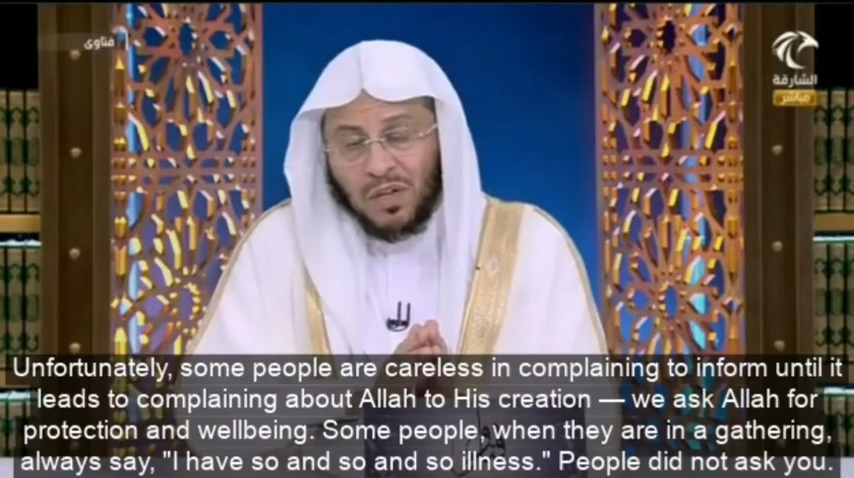 فتاوى
الشارقة
مباشر
Unfortunately, some people are careless in complaining to inform until it
leads to complaining about Allah to His creation — we ask Allah for
protection and wellbeing. Some people, when they are in a gathering,
always say, "I have so and so and so illness." People did not ask you.